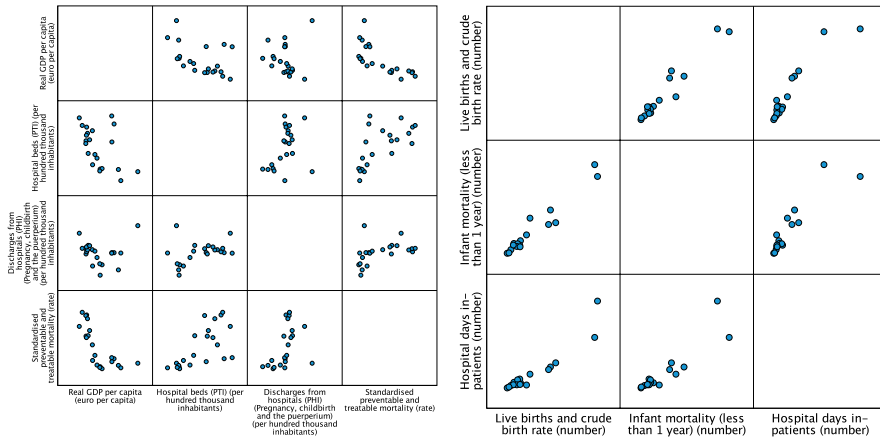 Real GDP per capita
(euro per capita)
Hospital beds (PTI) (per
hundred thousand
inhabitants)
Discharges from
hospitals (PHI)
(Pregnancy, childbirth
and the puerperium)
(per hundred thousand
inhabitants)
Standardised
preventable and
treatable mortality (rate)
Real GDP per capita
(euro per capita)
Hospital beds (PTI) (per
hundred thousand
inhabitants)
Discharges from
hospitals (PHI)
(Pregnancy, childbirth
and the puerperium)
(per hundred thousand
inhabitants)
Standardised
preventable and
treatable mortality (rate)
Live births and crude
birth rate (number)
Infant mortality (less
than 1 year) (number)
Hospital days in-
patients (number)
Live births and crude
birth rate (number)
Infant mortality (less
than 1 year) (number)
Hospital days in-
patients (number)